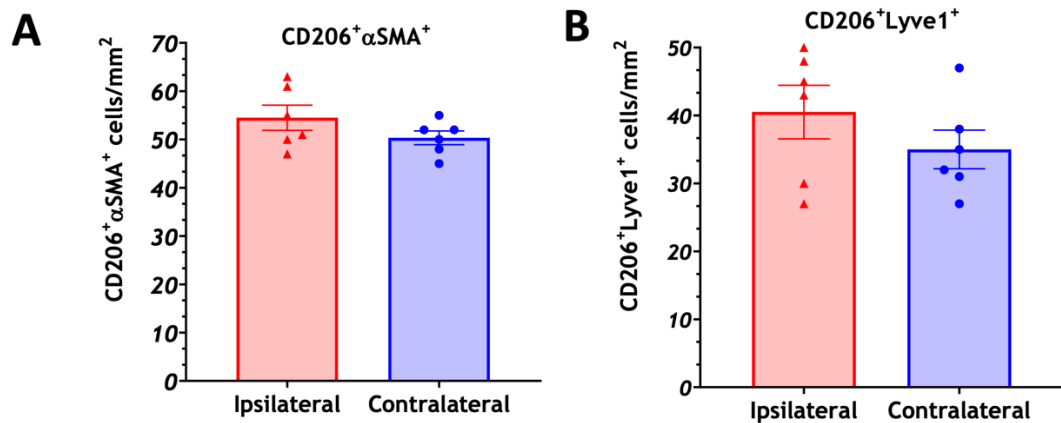 A
CD206⁺αSMA⁺
CD206⁺αSMA⁺ cells/mm²
70
60
50
40
30
20
10
0
Ipsilateral Contralateral
B
CD206⁺Lyve1⁺
CD206⁺Lyve1⁺ cells/mm²
50
40
30
20
10
0
Ipsilateral Contralateral